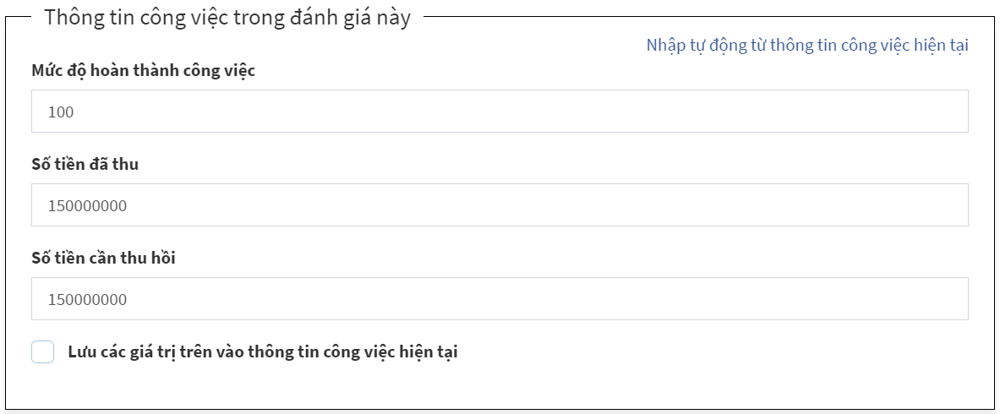 Thông tin công việc trong đánh giá này
Nhập tự động từ thông tin công việc hiện tại
Mức độ hoàn thành công việc
100
Số tiền đã thu
150000000
Số tiền cần thu hồi
150000000
Lưu các giá trị trên vào thông tin công việc hiện tại